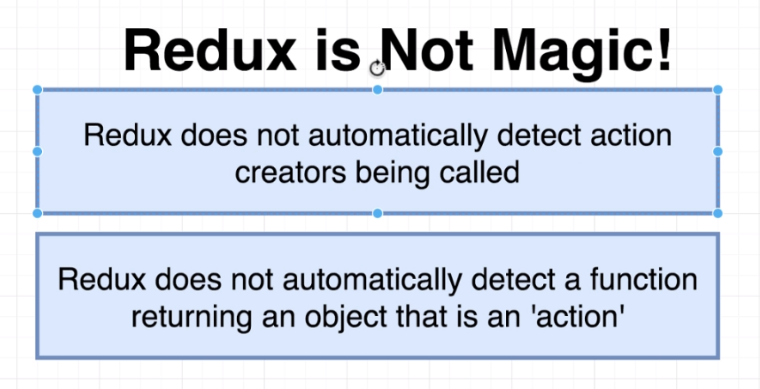 Redux is Not Magic!
Redux does not automatically detect action
creators being called
Redux does not automatically detect a function
returning an object that is an 'action'